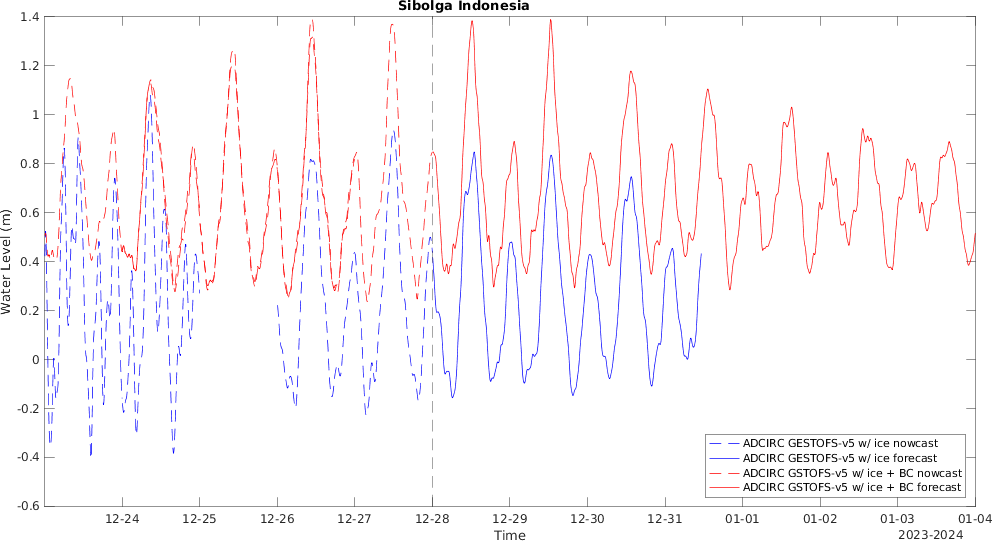 Sibolga Indonesia
1.4
1.2
1
0.8
0.6
0.4
0.2
0
-0.2
-0.4
-0.6
Water Level (m)
12-24 12-25 12-26 12-27 12-28 12-29 12-30 12-31 01-01 01-02 01-03 01-04
Time
2023-2024
ADCIRC GESTOFS-v5 w/ ice nowcast
ADCIRC GESTOFS-v5 w/ ice forecast
ADCIRC GSTOFS-v5 w/ ice + BC nowcast
ADCIRC GSTOFS-v5 w/ ice + BC forecast